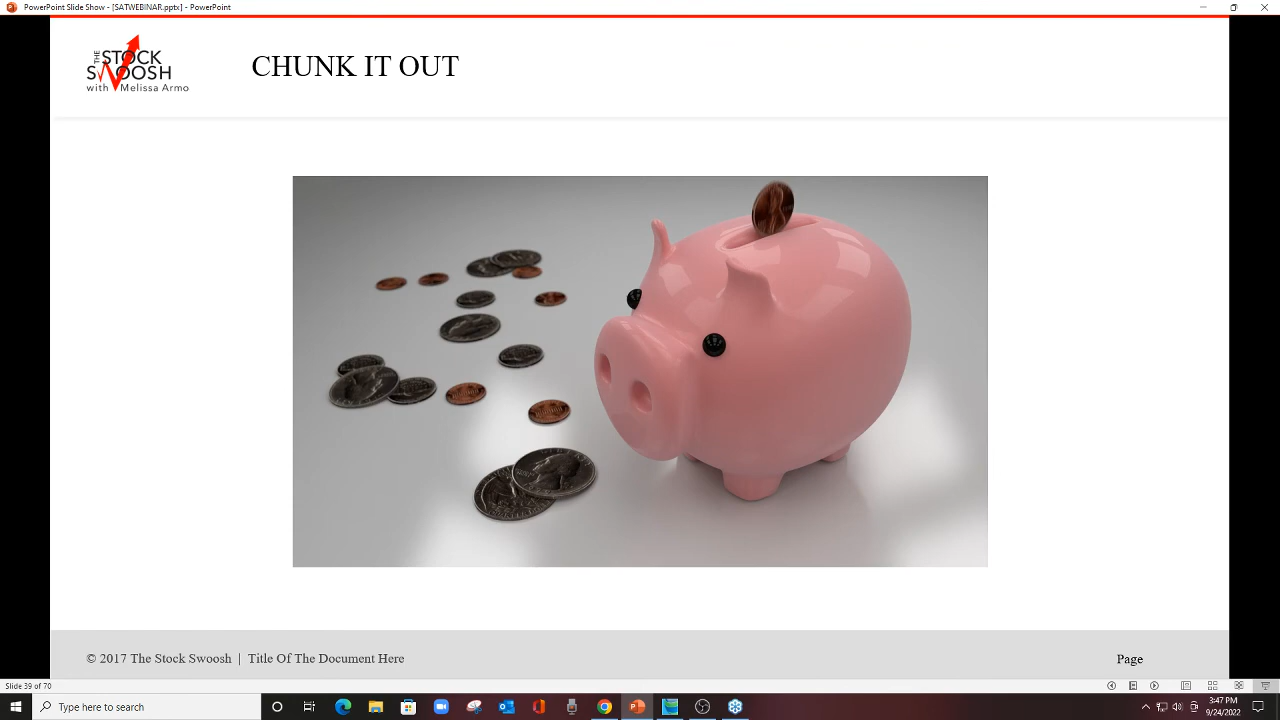 PowerPoint Slide Show - [SATWEBINAR.pptx] - PowerPoint
THE STOCK
SWOOSH
with Melissa Armo
CHUNK IT OUT
© 2017 The Stock Swoosh | Title Of The Document Here
Page
Slide 39 of 70
Type here to search
3:47 PM
9/24/2022